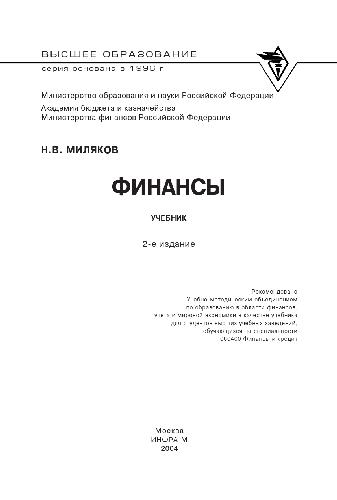 ВЫСШЕЕ ОБРАЗОВАНИЕ
серия основана в 1996 г.
Министерство образования и науки Российской Федерации
Академия бюджета и казначейства
Министерства финансов Российской Федерации
Н.В. МИЛЯКОВ
ФИНАНСЫ
УЧЕБНИК
2-е издание
Рекомендовано
Учебно-методическим объединением
по образованию в области финансов,
учета и мировой экономики в качестве учебника
для студентов высших учебных заведений,
обучающихся по специальности
060400 Финансы и кредит
Москва
ИНФРА-М
2004